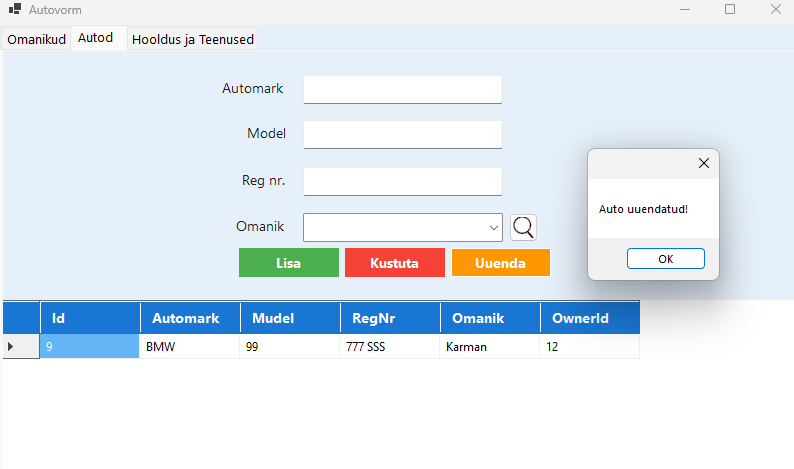 Autovorm
Omanikud Autod Hooldus ja Teenused
Automark
Model
Reg nr.
Omanik
Lisa Kustuta Uuenda
Auto uuendatud!
OK
Id Automark Mudel RegNr Omanik OwnerId
9 BMW 99 777 SSS Karman 12